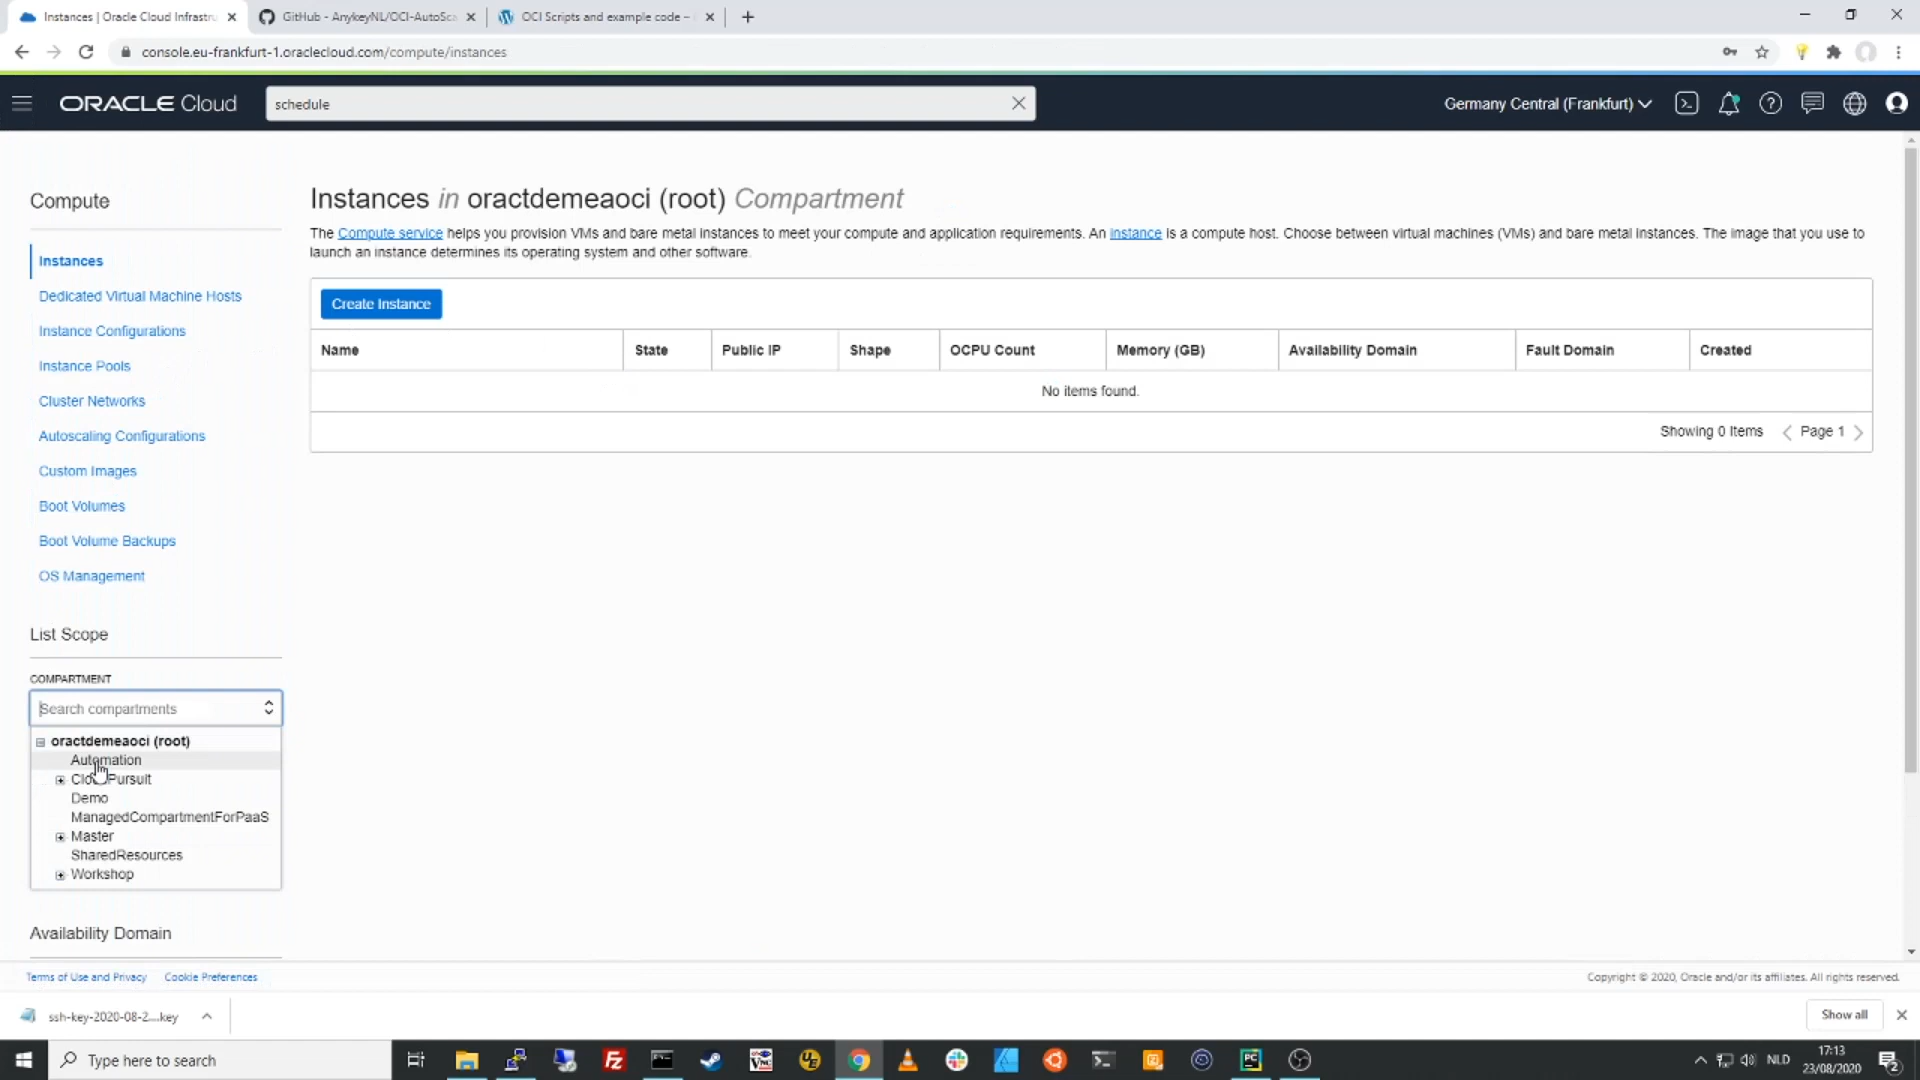 Instances | Oracle Cloud Infrastru
GitHub - AnykeyNL/OCI-AutoSca
OCI Scripts and example code –
console.eu-frankfurt-1.oraclecloud.com/compute/instances
ORACLE Cloud
schedule
Germany Central (Frankfurt)
Compute
Instances in oractdemeaoci (root) Compartment
The Compute service helps you provision VMs and bare metal instances to meet your compute and application requirements. An instance is a compute host. Choose between virtual machines (VMs) and bare metal instances. The image that you use to
launch an instance determines its operating system and other software.
Instances
Dedicated Virtual Machine Hosts
Instance Configurations
Instance Pools
Cluster Networks
Autoscaling Configurations
Custom Images
Boot Volumes
Boot Volume Backups
OS Management
Create Instance
Name State Public IP Shape OCPU Count Memory (GB) Availability Domain Fault Domain Created
No items found.
Showing 0 Items Page 1
List Scope
COMPARTMENT
Search compartments
oractdemeaoci (root)
Automation
CloudPursuit
Demo
ManagedCompartmentForPaaS
Master
SharedResources
Workshop
Availability Domain
Terms of Use and Privacy Cookie Preferences
Copyright © 2020, Oracle and/or its affiliates. All rights reserved.
ssh-key-2020-08-2....key
Show all
Type here to search
NLD
17:13
23/08/2020
2